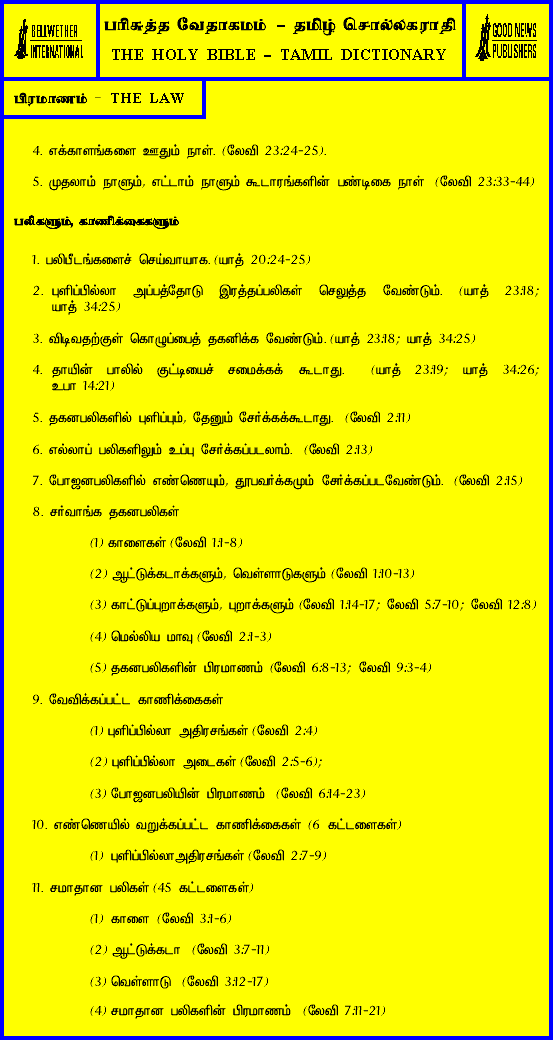 BELLWETHER
INTERNATIONAL
பரிசுத்த வேதாகமம் - தமிழ் சொல்லகராதி
THE HOLY BIBLE - TAMIL DICTIONARY
GOOD NEWS
PUBLISHERS
பிரமாணம் - THE LAW
4. எக்காளங்களை ஊதும் நாள். (லேவி 23:24-25).
5. முதலாம் நாளும், எட்டாம் நாளும் கூடாரங்களின் பண்டிகை நாள் (லேவி 23:33-44)
பலிகளும், காணிக்கைகளும்
1. பலிபீடங்களைச் செய்வாயாக. (யாத் 20:24-25)
2. புளிப்பில்லா அப்பத்தோடு இரத்தப்பலிகள் செலுத்த வேண்டும். (யாத் 23:18;
யாத் 34:25)
3. விடிவதற்குள் கொழுப்பைத் தகனிக்க வேண்டும். (யாத் 23:18; யாத் 34:25)
4. தாயின் பாலில் குட்டியைச் சமைக்கக் கூடாது. (யாத் 23:19; யாத் 34:26;
உபா 14:21)
5. தகனபலிகளில் புளிப்பும், தேனும் சேர்க்கக்கூடாது. (லேவி 2:11)
6. எல்லாப் பலிகளிலும் உப்பு சேர்க்கப்படலாம். (லேவி 2:13)
7. போஜனபலிகளில் எண்ணெயும், தூபவர்க்கமும் சேர்க்கப்படவேண்டும். (லேவி 2:15)
8. சர்வாங்க தகனபலிகள்
(1) காளைகள் (லேவி 1:1-8)
(2) ஆட்டுக்கடாக்களும், வெள்ளாடுகளும் (லேவி 1:10-13)
(3) காட்டுப்புறாக்களும், புறாக்களும் (லேவி 1:14-17; லேவி 5:7-10; லேவி 12:8)
(4) மெல்லிய மாவு (லேவி 2:1-3)
(5) தகனபலிகளின் பிரமாணம் (லேவி 6:8-13; லேவி 9:3-4)
9. வேவிக்கப்பட்ட காணிக்கைகள்
(1) புளிப்பில்லா அதிரசங்கள் (லேவி 2:4)
(2) புளிப்பில்லா அடைகள் (லேவி 2:5-6);
(3) போஜனபலியின் பிரமாணம் (லேவி 6:14-23)
10. எண்ணெயில் வறுக்கப்பட்ட காணிக்கைகள் (6 கட்டளைகள்)
(1) புளிப்பில்லாஅதிரசங்கள் (லேவி 2:7-9)
11. சமாதான பலிகள் (45 கட்டளைகள்)
(1) காளை (லேவி 3:1-6)
(2) ஆட்டுக்கடா (லேவி 3:7-11)
(3) வெள்ளாடு (லேவி 3:12-17)
(4) சமாதான பலிகளின் பிரமாணம் (லேவி 7:11-21)